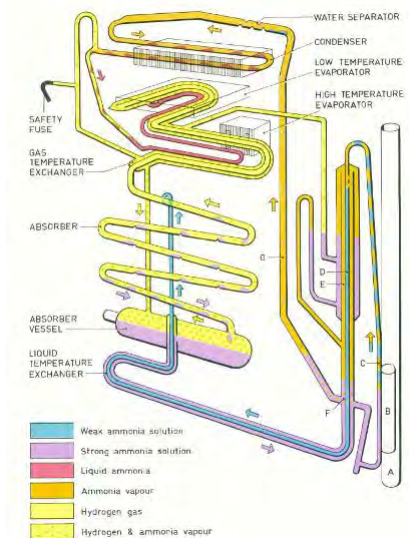 WATER SEPARATOR
CONDENSER
LOW TEMPERATURE
EVAPORATOR
HIGH TEMPERATURE
EVAPORATOR
SAFETY
FUSE
GAS
TEMPERATURE
EXCHANGER
ABSORBER
G
D
E
ABSORBER
VESSEL
LIQUID
TEMPERATURE
EXCHANGER
C
B
F
A
Weak ammonia solution
Strong ammonia solution
Liquid ammonia
Ammonia vapour
Hydrogen gas
Hydrogen & ammonia vapour